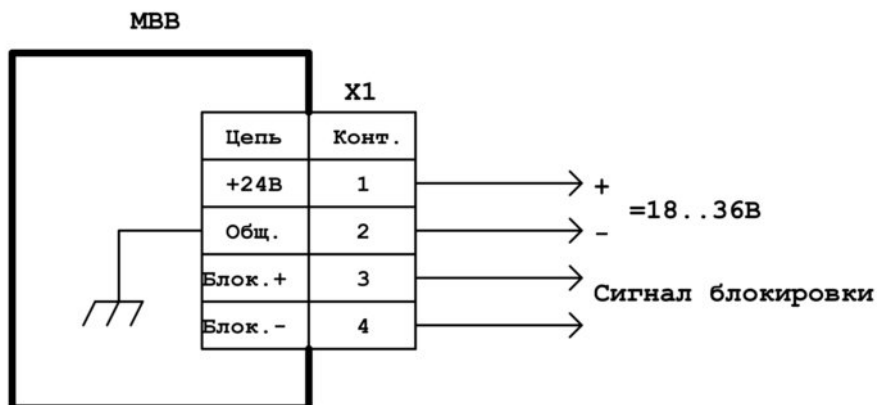 МВВ
X1
Цепь Конт.
+24В 1 +
=18..36В
Общ. 2 -
Блок.+ 3
Сигнал блокировки
Блок.- 4